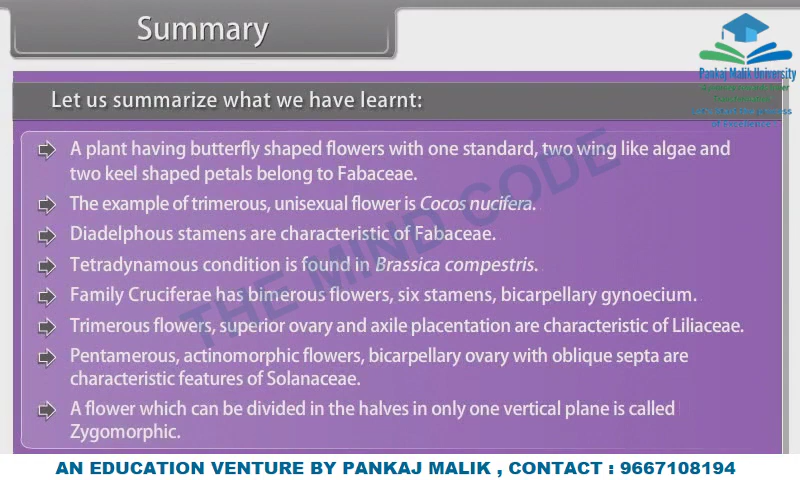 Summary
Pankaj Malik University
Let us summarize what we have learnt:
A plant having butterfly shaped flowers with one standard, two wing like algae and
two keel shaped petals belong to Fabaceae.
The example of trimerous, unisexual flower is Cocos nucifera.
Diadelphous stamens are characteristic of Fabaceae.
Tetradynamous condition is found in Brassica compestris.
Family Cruciferae has bimerous flowers, six stamens, bicarpellary gynoecium.
Trimerous flowers, superior ovary and axile placentation are characteristic of Liliaceae.
Pentamerous, actinomorphic flowers, bicarpellary ovary with oblique septa are
characteristic features of Solanaceae.
A flower which can be divided in the halves in only one vertical plane is called
Zygomorphic.
THE MIND CODE
AN EDUCATION VENTURE BY PANKAJ MALIK , CONTACT : 9667108194